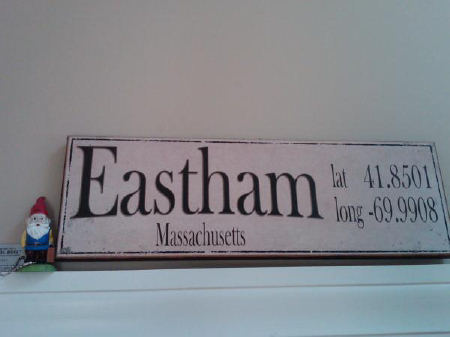 Eastham
Massachusetts
lat 41.8501
long -69.9908